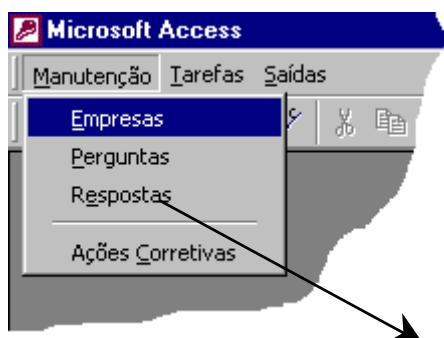 Microsoft Access
Manutenção Tarefas Saídas
Empresas
Perguntas
Respostas
Ações Corretivas